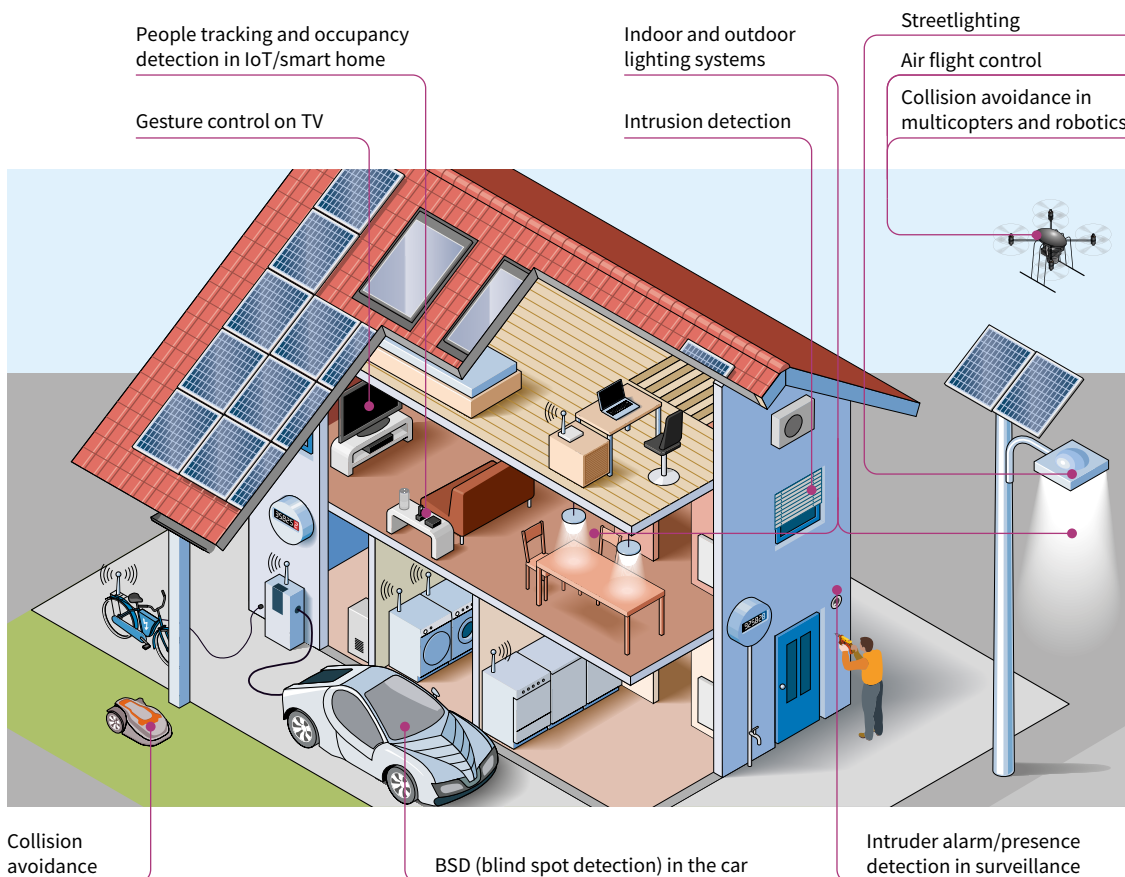 People tracking and occupancy
detection in IoT/smart home
Gesture control on TV
Indoor and outdoor
lighting systems
Intrusion detection
Streetlighting
Air flight control
Collision avoidance in
multicopters and robotics
Collision
avoidance
BSD (blind spot detection) in the car
Intruder alarm/presence
detection in surveillance